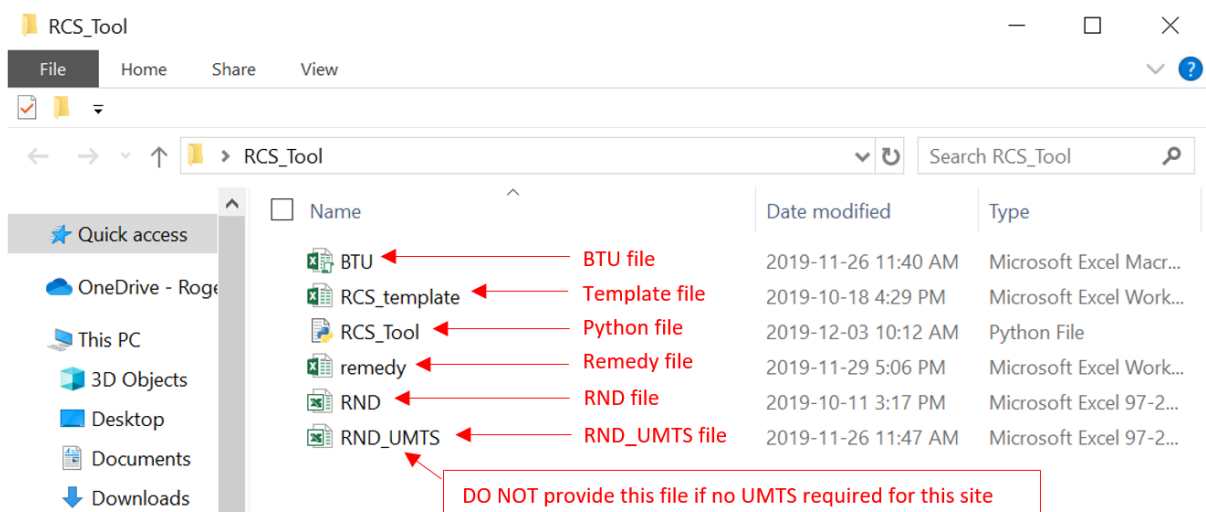 RCS_Tool
File Home Share View
RCS_Tool Search RCS_Tool
Name Date modified Type
Quick access
BTU BTU file 2019-11-26 11:40 AM Microsoft Excel Macr...
OneDrive - Roge
RCS_template Template file 2019-10-18 4:29 PM Microsoft Excel Work...
RCS_Tool Python file 2019-12-03 10:12 AM Python File
This PC
remedy Remedy file 2019-11-29 5:06 PM Microsoft Excel Work...
3D Objects
RND RND file 2019-10-11 3:17 PM Microsoft Excel 97-2...
Desktop
RND_UMTS RND_UMTS file 2019-11-26 11:47 AM Microsoft Excel 97-2...
Documents
DO NOT provide this file if no UMTS required for this site
Downloads